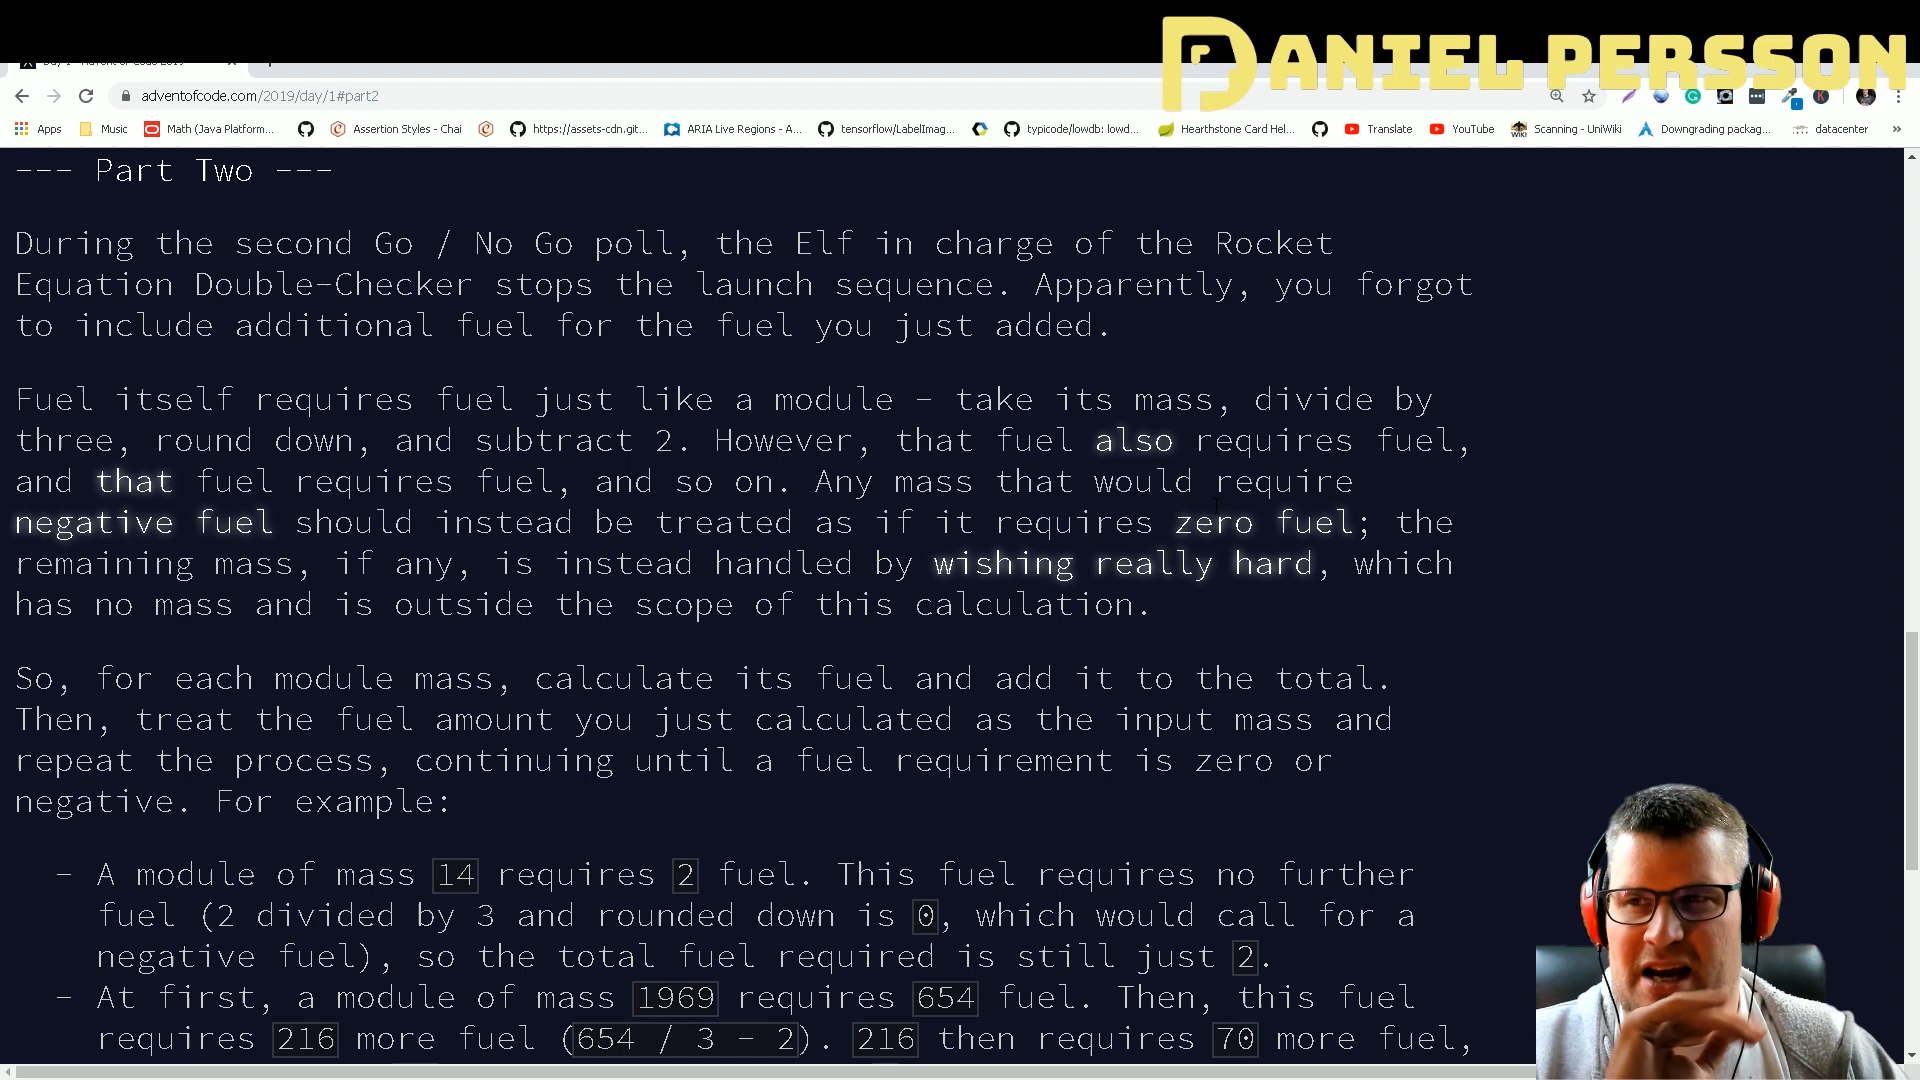 DANIEL PERSSON
adventofcode.com/2019/day/1#part2
Apps Music Math (Java Platform... Assertion Styles - Chai https://assets-cdn.git... ARIA Live Regions - A... tensorflow/LabelImag... typicode/lowdb: lowd... Hearthstone Card Hel... Translate YouTube Scanning - UniWiki Downgrading packag... datacenter »
--- Part Two ---
During the second Go / No Go poll, the Elf in charge of the Rocket
Equation Double-Checker stops the launch sequence. Apparently, you forgot
to include additional fuel for the fuel you just added.
Fuel itself requires fuel just like a module - take its mass, divide by
three, round down, and subtract 2. However, that fuel also requires fuel,
and that fuel requires fuel, and so on. Any mass that would require
negative fuel should instead be treated as if it requires zero fuel; the
remaining mass, if any, is instead handled by wishing really hard, which
has no mass and is outside the scope of this calculation.
So, for each module mass, calculate its fuel and add it to the total.
Then, treat the fuel amount you just calculated as the input mass and
repeat the process, continuing until a fuel requirement is zero or
negative. For example:
- A module of mass 14 requires 2 fuel. This fuel requires no further
fuel (2 divided by 3 and rounded down is 0, which would call for a
negative fuel), so the total fuel required is still just 2.
- At first, a module of mass 1969 requires 654 fuel. Then, this fuel
requires 216 more fuel (654 / 3 - 2). 216 then requires 70 more fuel,